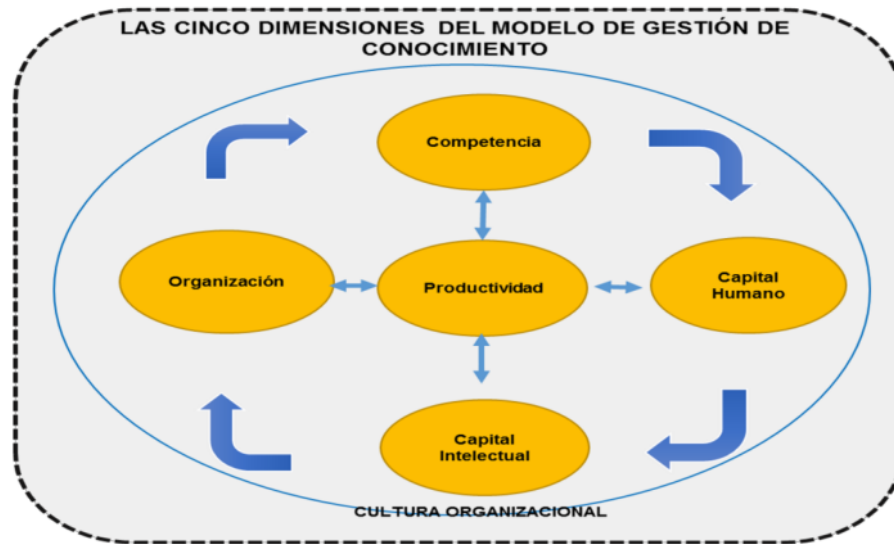 LAS CINCO DIMENSIONES DEL MODELO DE GESTIÓN DE
CONOCIMIENTO
Competencia
Organización
Productividad
Capital
Humano
Capital
Intelectual
CULTURA ORGANIZACIONAL